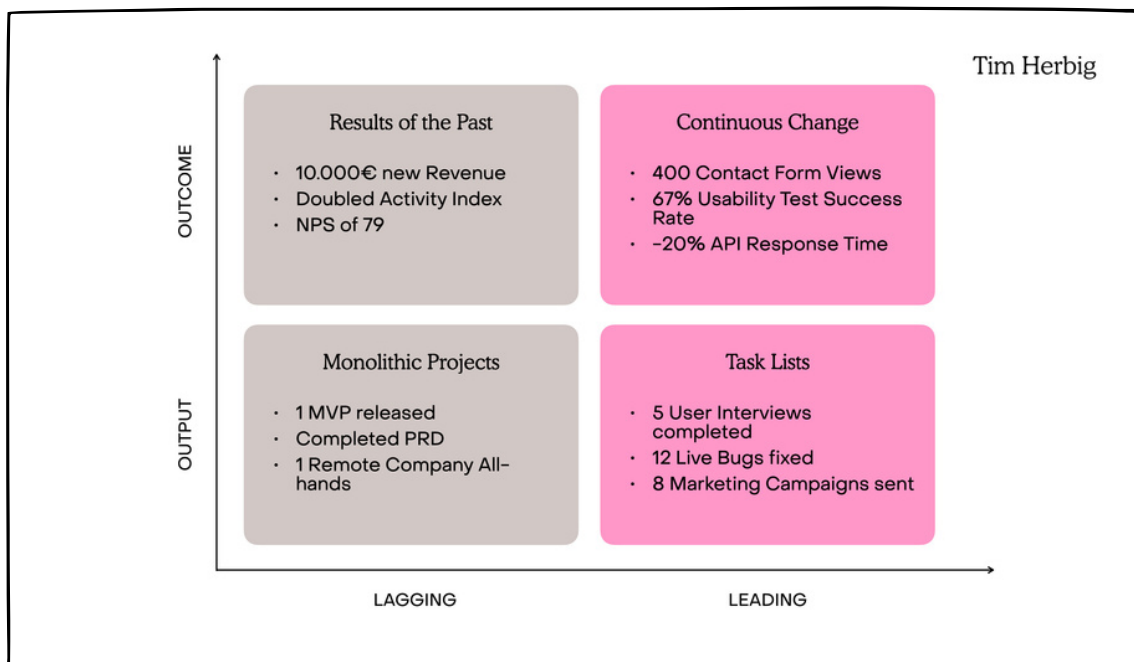 Tim Herbig
OUTCOME
Results of the Past
· 10.000€ new Revenue
· Doubled Activity Index
· NPS of 79
Continuous Change
· 400 Contact Form Views
· 67% Usability Test Success
Rate
· -20% API Response Time
OUTPUT
Monolithic Projects
· 1 MVP released
· Completed PRD
· 1 Remote Company All-
hands
Task Lists
· 5 User Interviews
completed
· 12 Live Bugs fixed
· 8 Marketing Campaigns sent
LAGGING
LEADING